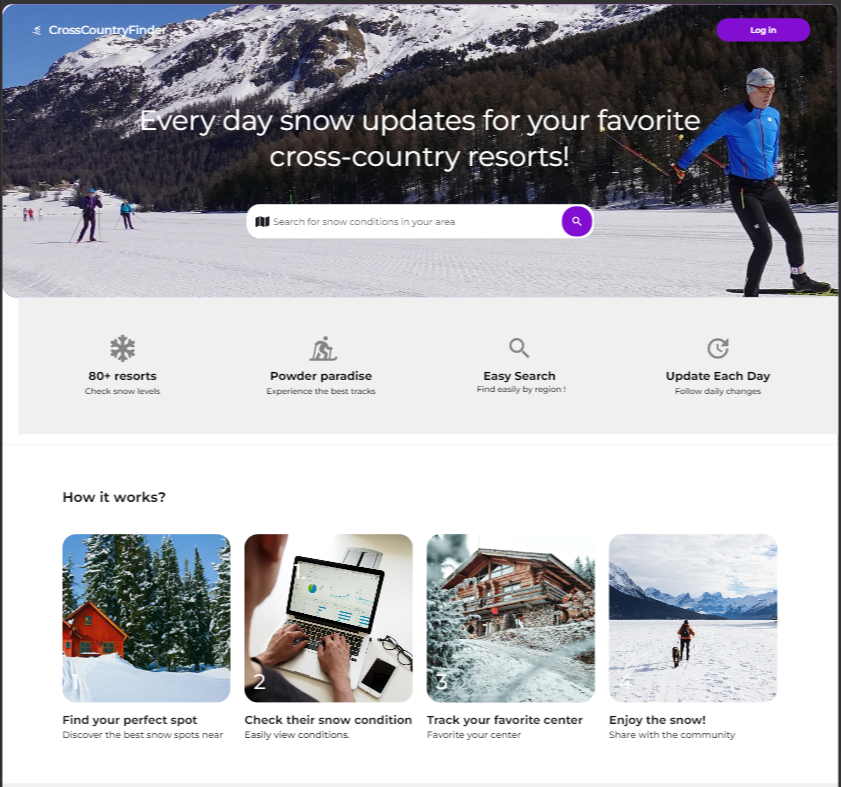 CrossCountryFinder
Log in
Every day snow updates for your favorite
cross-country resorts!
Search for snow conditions in your area
80+ resorts
Check snow levels
Powder paradise
Experience the best tracks
Easy Search
Find easily by region !
Update Each Day
Follow daily changes
How it works?
1
2
3
4
Find your perfect spot
Discover the best snow spots near
Check their snow condition
Easily view conditions.
Track your favorite center
Favorite your center
Enjoy the snow!
Share with the community